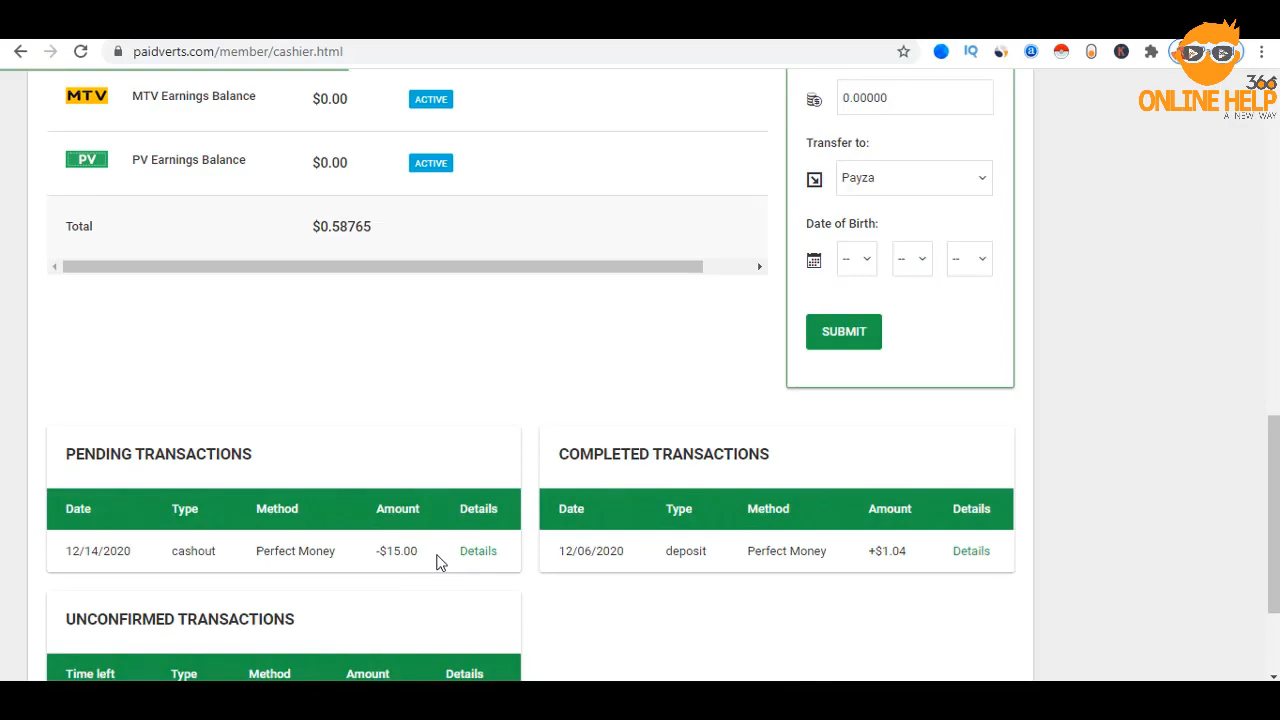 paidverts.com/member/cashier.html
IQ
a
K
366
ONLINE HELP
A NEW WAY
MTV MTV Earnings Balance $0.00 ACTIVE
PV PV Earnings Balance $0.00 ACTIVE
Total $0.58765
0.00000
Transfer to:
Payza
Date of Birth:
-- -- --
SUBMIT
PENDING TRANSACTIONS
Date Type Method Amount Details
12/14/2020 cashout Perfect Money -$15.00 Details
COMPLETED TRANSACTIONS
Date Type Method Amount Details
12/06/2020 deposit Perfect Money +$1.04 Details
UNCONFIRMED TRANSACTIONS
Time left Type Method Amount Details